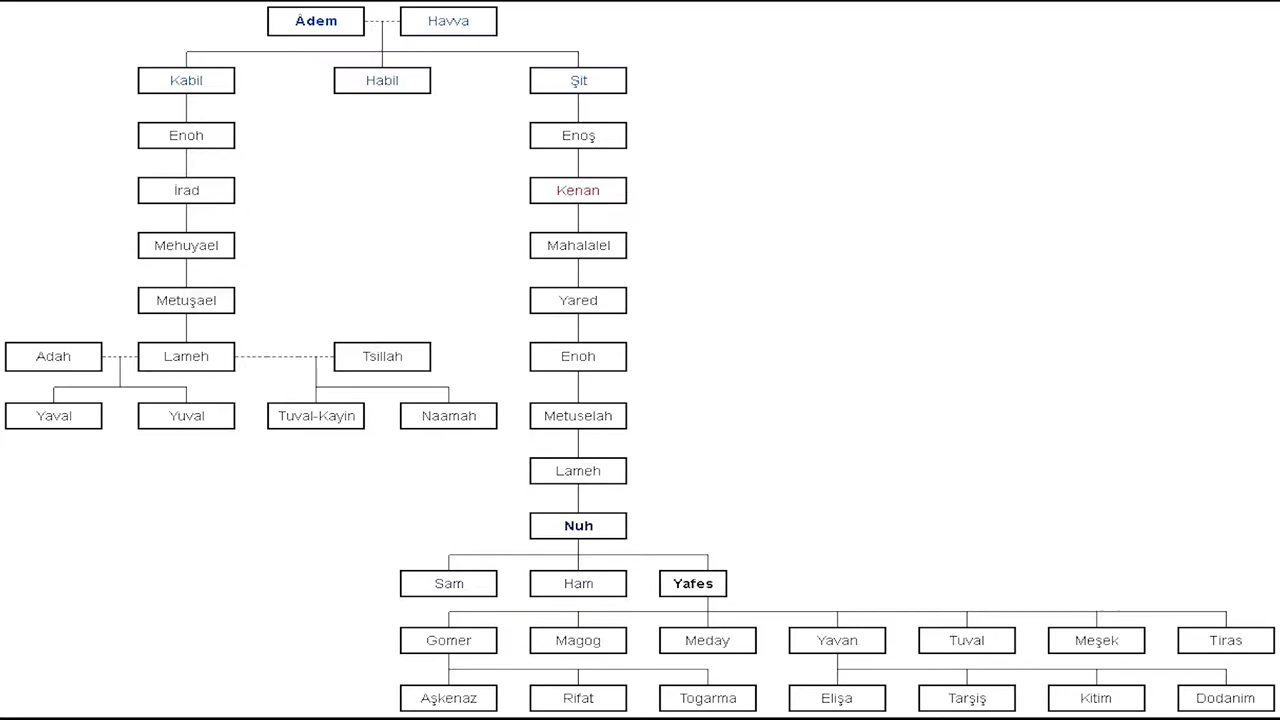 Âdem Havva
Kabil Habil Şit
Enoh Enoş
İrad Kenan
Mehuyael Mahalalel
Metuşael Yared
Adah Lameh Tsillah Enoh
Yaval Yuval Tuval-Kayin Naamah Metuselah
Lameh
Nuh
Sam Ham Yafes
Gomer Magog Meday Yavan Tuval Meşek Tiras
Aşkenaz Rifat Togarma Elişa Tarşiş Kitim Dodanim